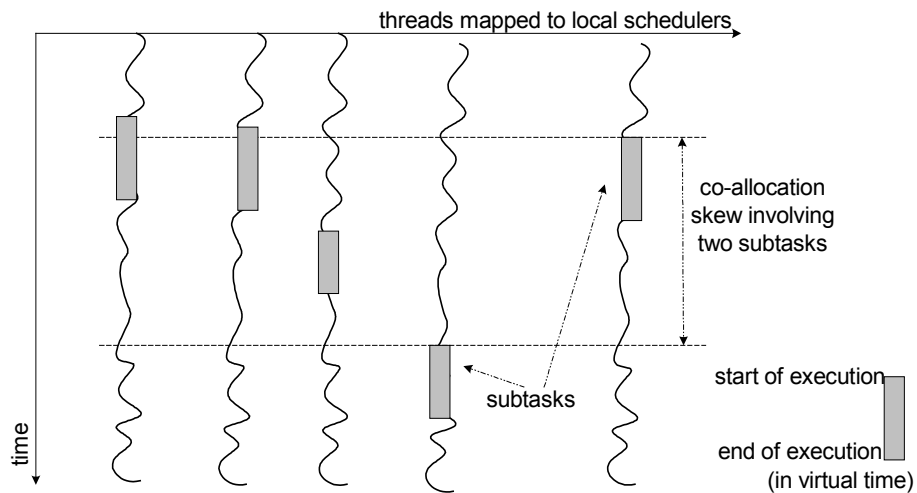 threads mapped to local schedulers
co-allocation
skew involving
two subtasks
start of execution
subtasks
end of execution
(in virtual time)
time